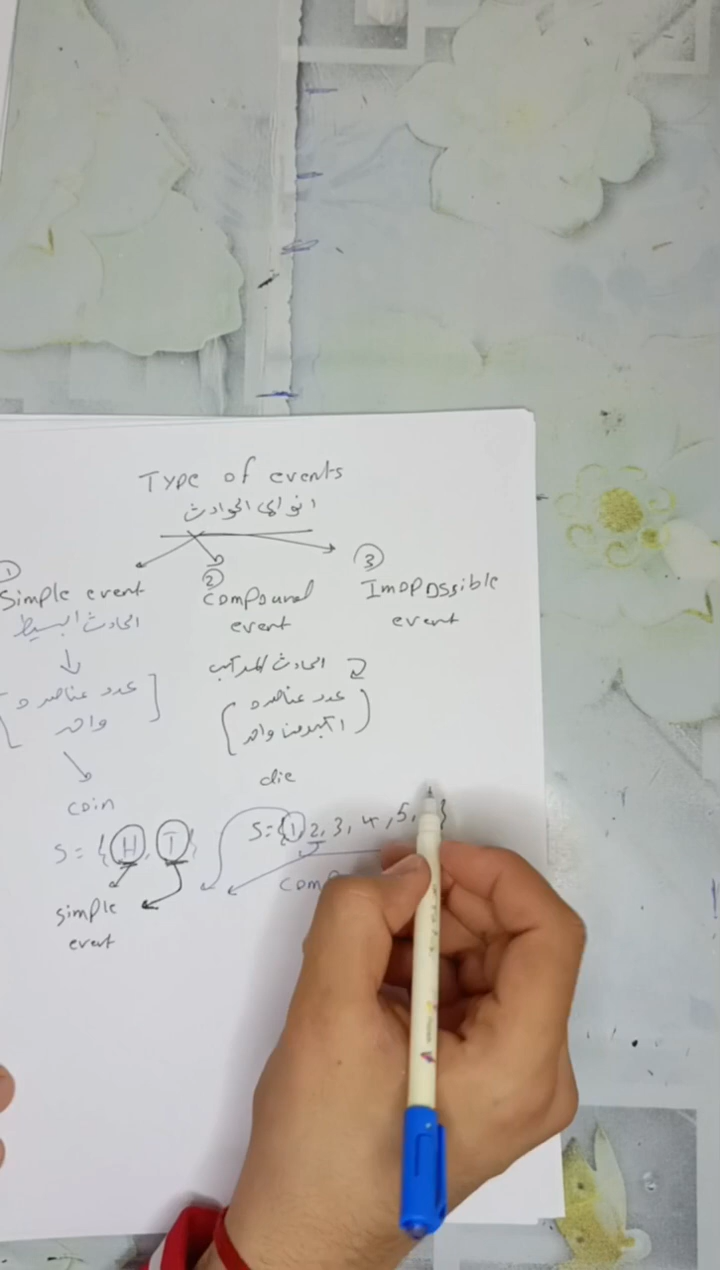 Type of events
انواع الحوادث
1
Simple event
الحادث البسيط
[عدد عناصره
واحد]
coin
S = {H, T}
simple
event
2
Compound
event
الحادث المركب
(عدد عناصره
اكبر من واحد)
die
S = {1, 2, 3, 4, 5,
3
Imopossible
event